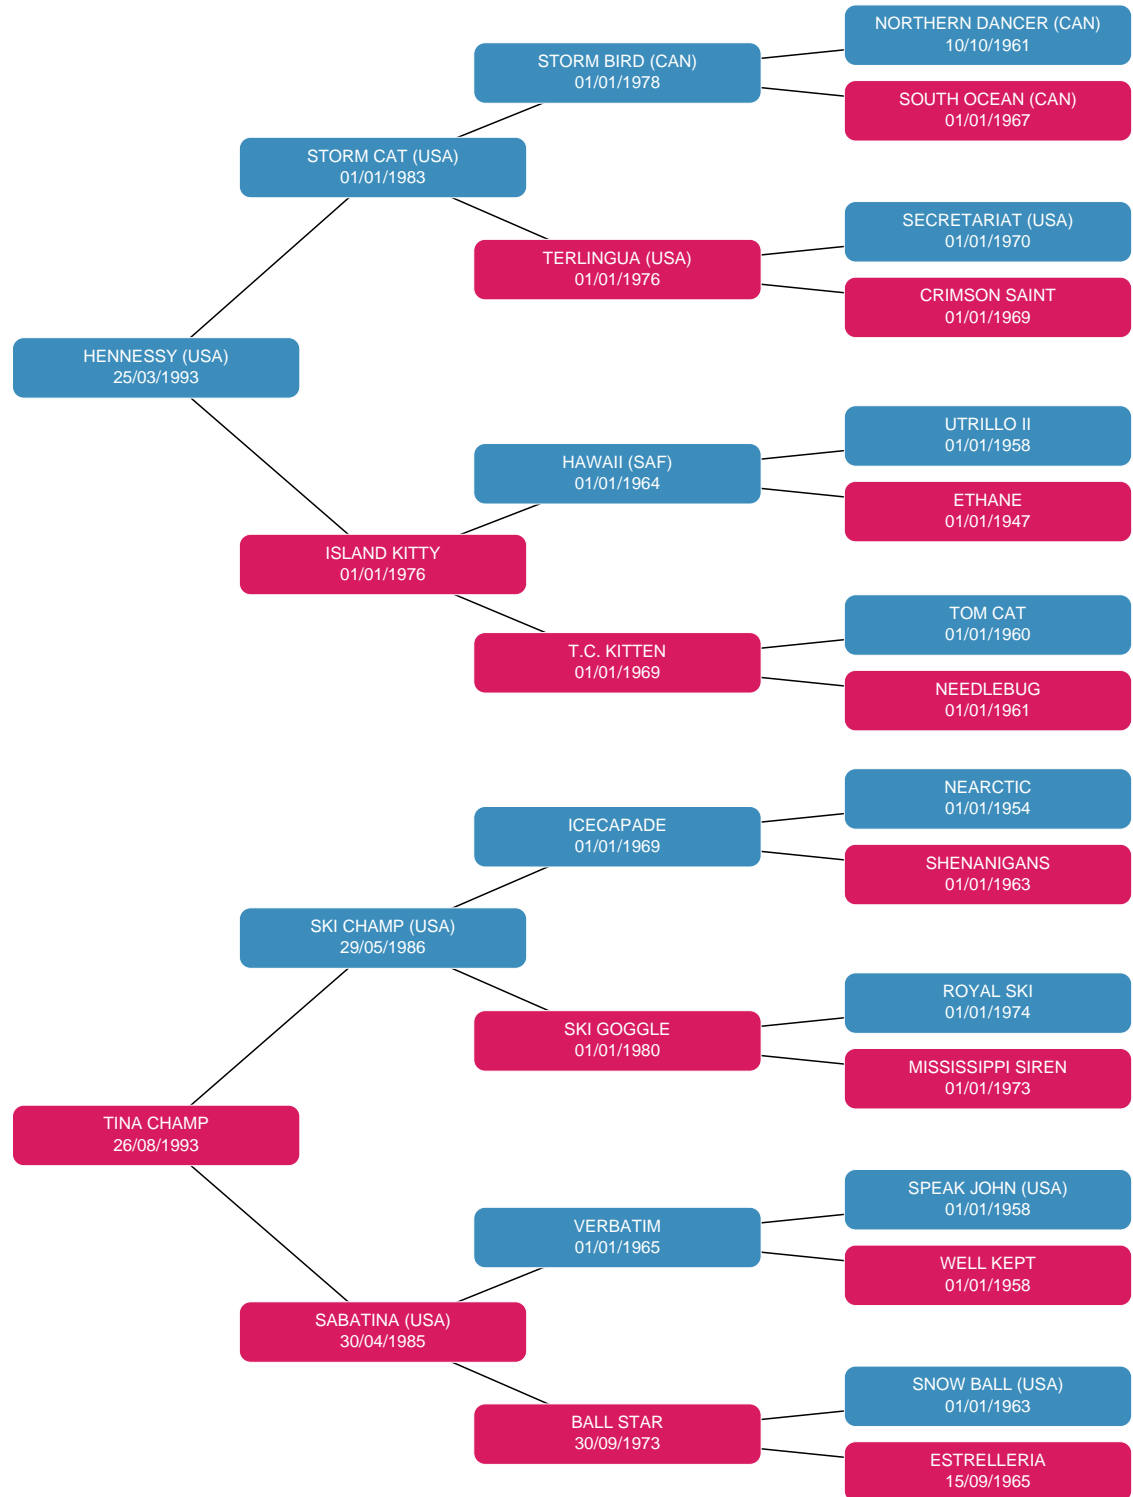 NORTHERN DANCER (CAN)
10/10/1961
STORM BIRD (CAN)
01/01/1978
SOUTH OCEAN (CAN)
01/01/1967
STORM CAT (USA)
01/01/1983
SECRETARIAT (USA)
01/01/1970
TERLINGUA (USA)
01/01/1976
CRIMSON SAINT
01/01/1969
HENNESSY (USA)
25/03/1993
UTRILLO II
01/01/1958
HAWAII (SAF)
01/01/1964
ETHANE
01/01/1947
ISLAND KITTY
01/01/1976
TOM CAT
01/01/1960
T.C. KITTEN
01/01/1969
NEEDLEBUG
01/01/1961
NEARCTIC
01/01/1954
ICECAPADE
01/01/1969
SHENANIGANS
01/01/1963
SKI CHAMP (USA)
29/05/1986
ROYAL SKI
01/01/1974
SKI GOGGLE
01/01/1980
MISSISSIPPI SIREN
01/01/1973
TINA CHAMP
26/08/1993
SPEAK JOHN (USA)
01/01/1958
VERBATIM
01/01/1965
WELL KEPT
01/01/1958
SABATINA (USA)
30/04/1985
SNOW BALL (USA)
01/01/1963
BALL STAR
30/09/1973
ESTRELLERIA
15/09/1965